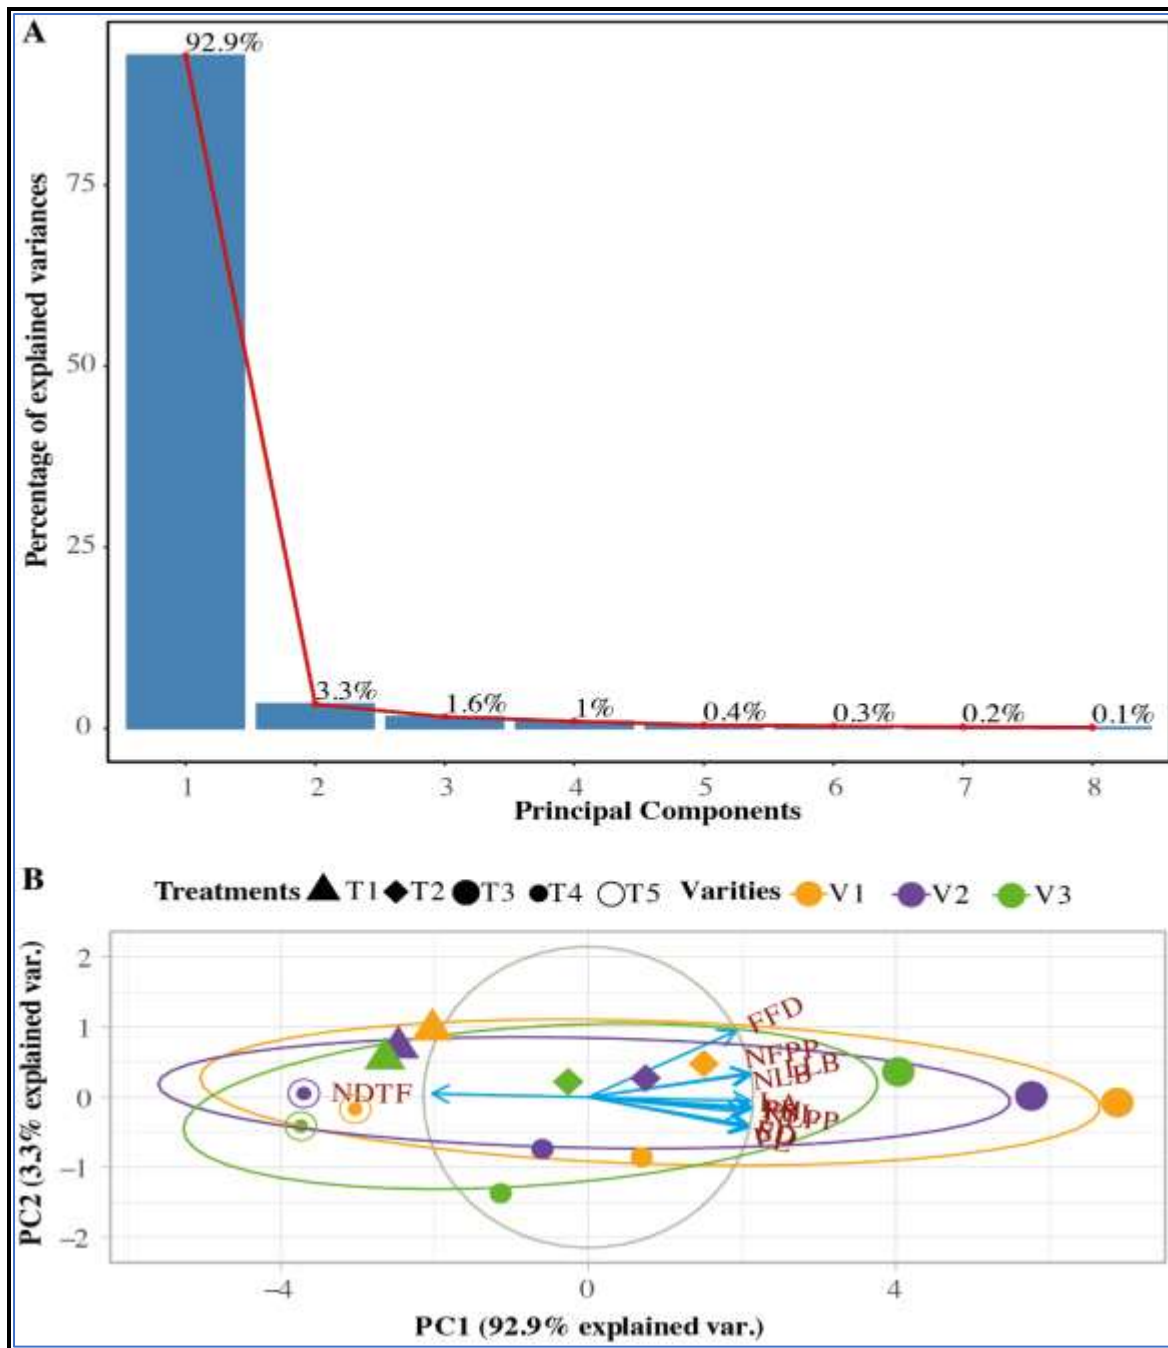 A
92.9%
75
50
25
0
3.3%
1.6%
1%
0.4%
0.3%
0.2%
0.1%
Percentage of explained variances
1 2 3 4 5 6 7 8
Principal Components
B
Treatments T1 T2 T3 T4 T5 Varities V1 V2 V3
2
1
0
−1
−2
PC2 (3.3% explained var.)
FFD
NFPP
LLB
NLB
NDTF
−4 0 4
PC1 (92.9% explained var.)